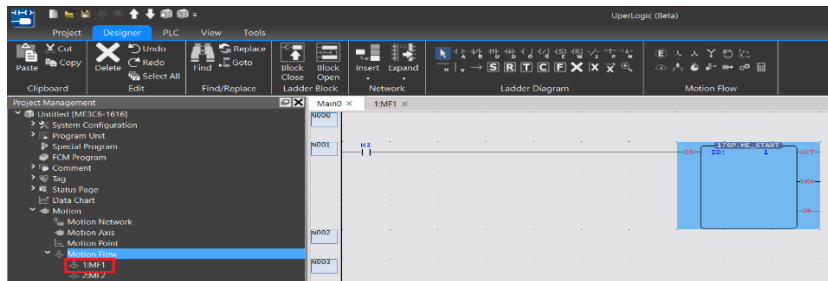 UperLogic (Beta)
Project Designer PLC View Tools
Paste
Cut
Copy
Clipboard
Delete
Undo
Redo
Select All
Edit
Find
Replace
Goto
Find/Replace
Block Close
Block Open
Ladder Block
Insert
Expand
Network
S R T C F X
Ladder Diagram
Motion Flow
Project Management
Untitled [ME3C6-1616]
System Configuration
Program Unit
Special Program
FCM Program
Comment
Tag
Status Page
Data Chart
Motion
Motion Network
Motion Axis
Motion Point
Motion Flow
1:MF1
2:MF2
Main0 × 1:MF1 ×
N000
N001
M2
176P.MC_START
EN ID: 1 ACT
ERR
N002
N003